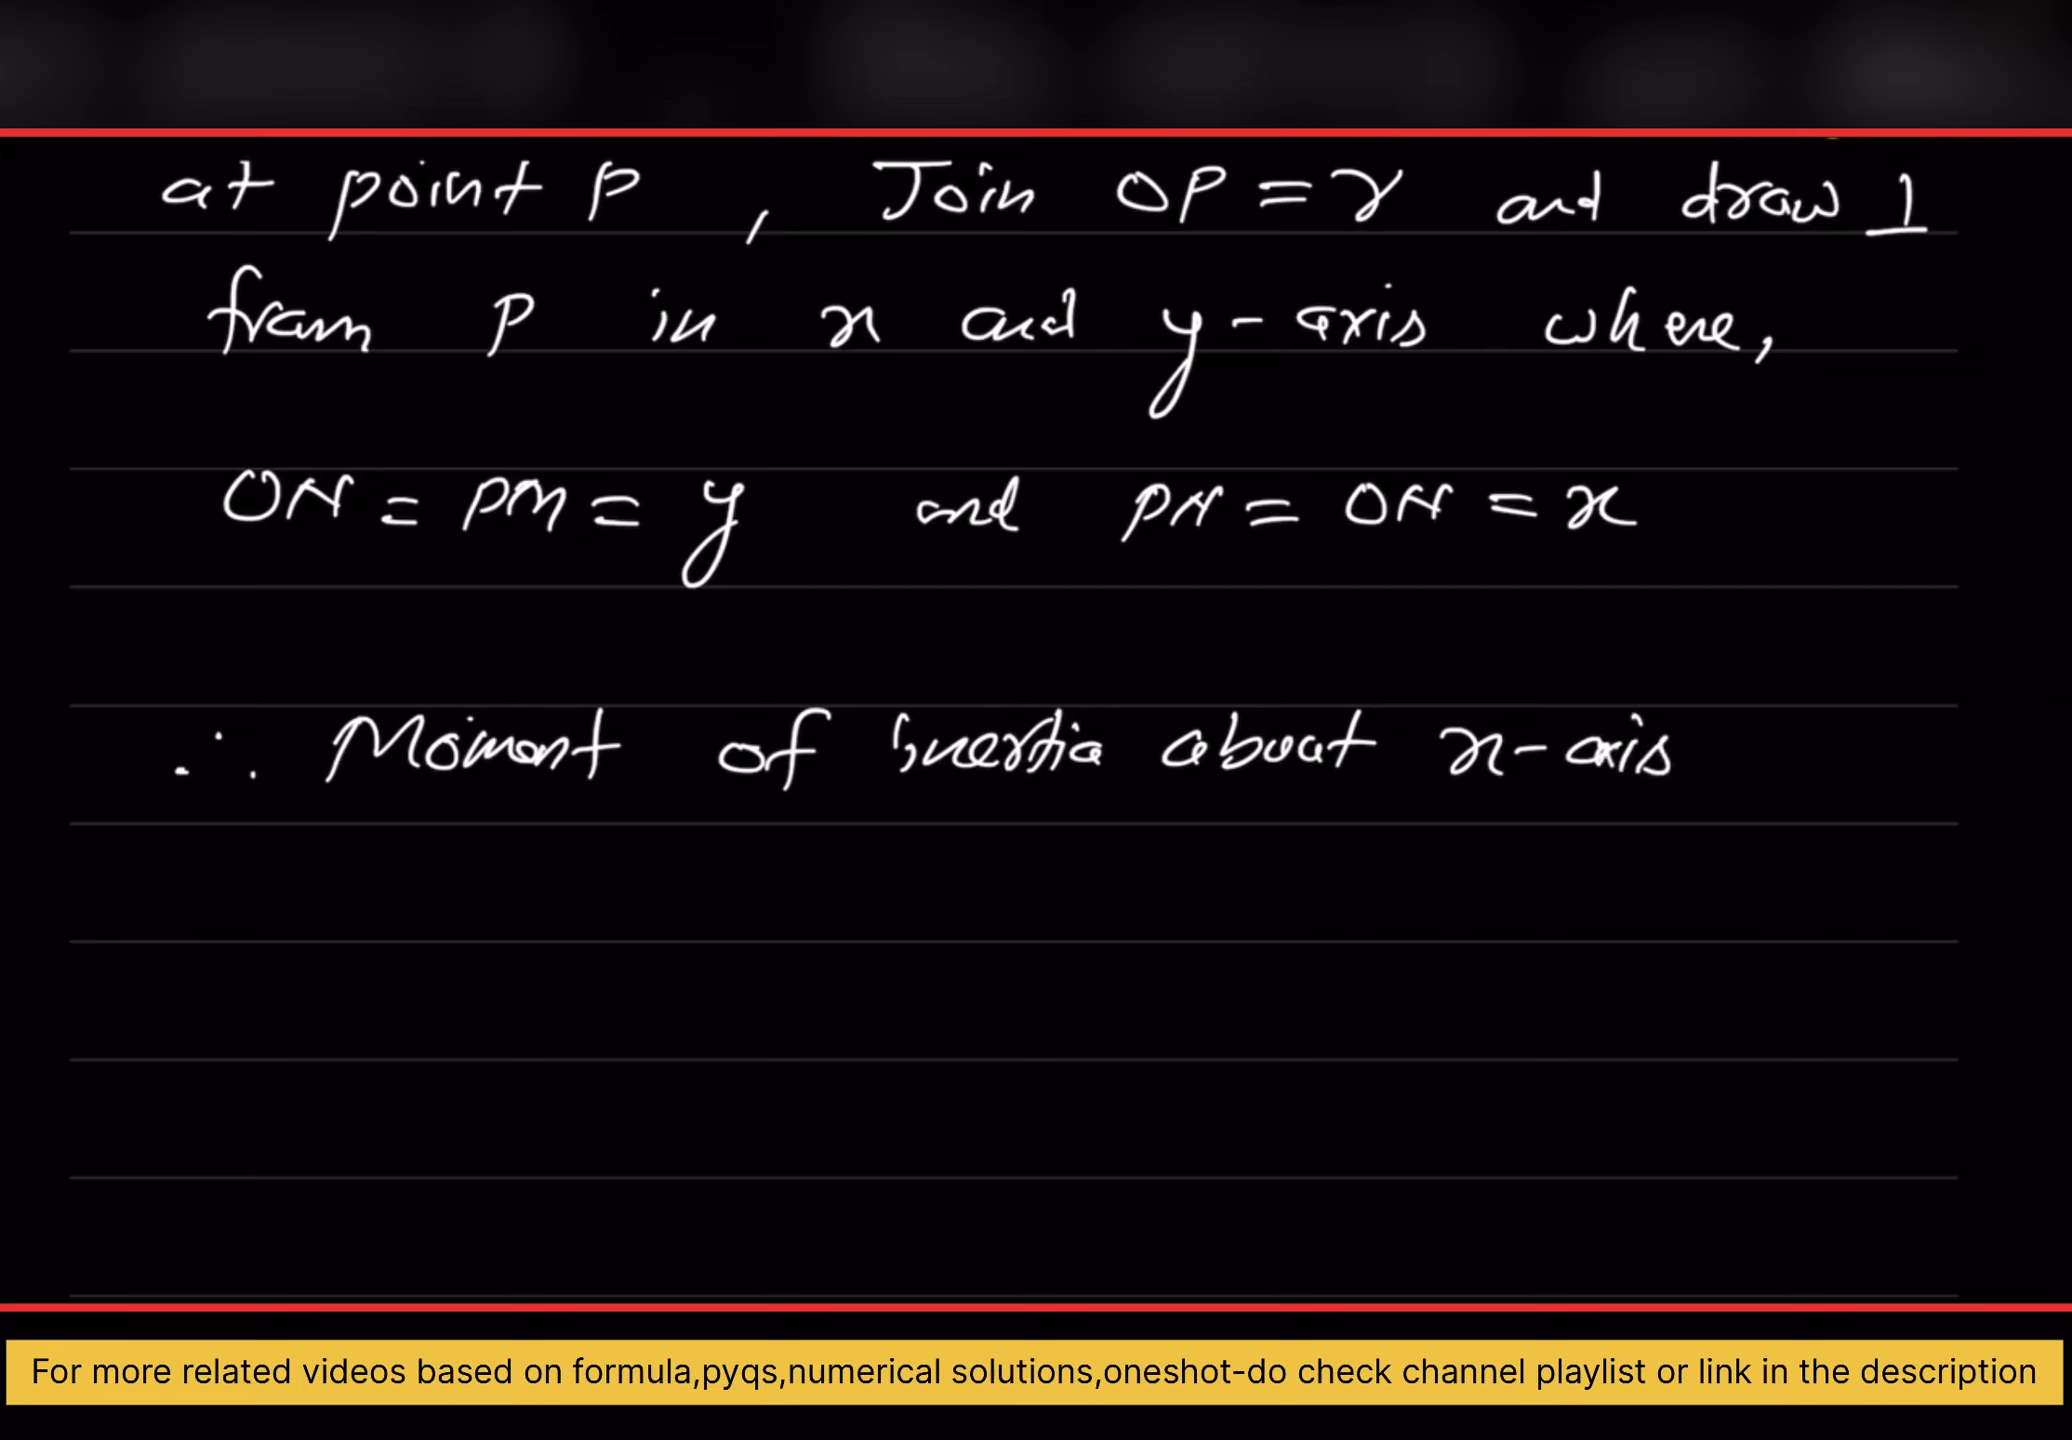 at point P , Join OP = r and draw ⊥
from P in x and y-axis where,
ON = PM = y and PN = ON = x
∴ Moment of inertia about x-axis
For more related videos based on formula,pyqs,numerical solutions,oneshot-do check channel playlist or link in the description